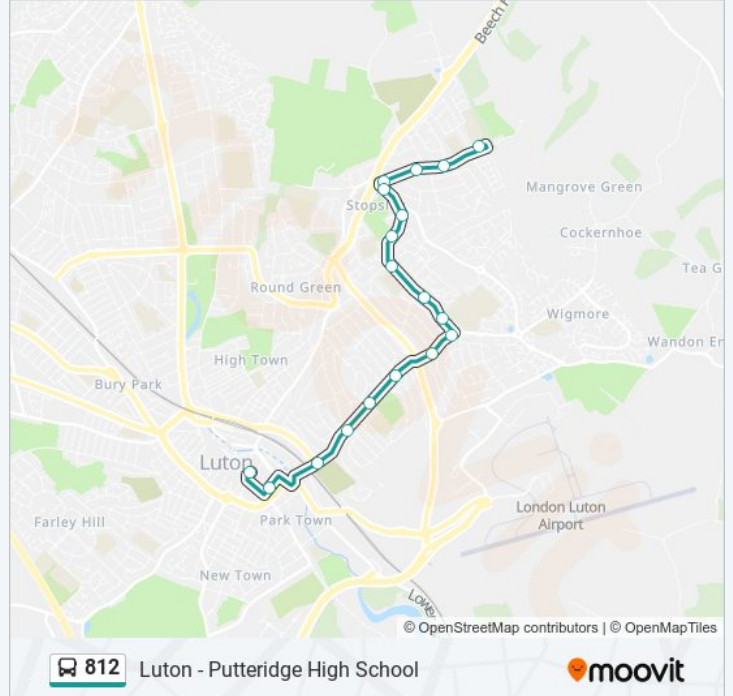 Beech
Stops
Mangrove Green
Cockernhoe
Tea G
Round Green
Wigmore
High Town
Wandon En
Bury Park
Luton
London Luton
Airport
Farley Hill
Park Town
New Town
Lowe
© OpenStreetMap contributors | © OpenMapTiles
812 Luton - Putteridge High School
moovit